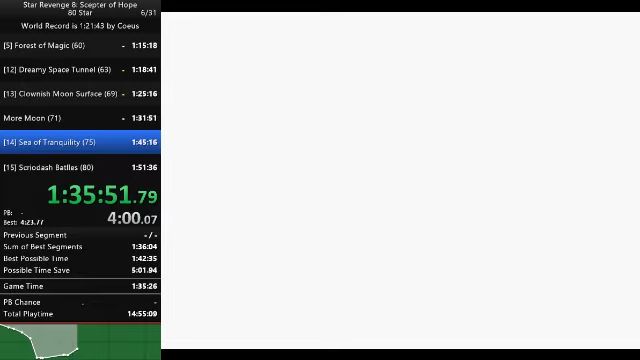 Star Revenge 8: Scepter of Hope
80 Star 6/31
World Record is 1:21:43 by Coeus
[5] Forest of Magic (60) - 1:15:18
[12] Dreamy Space Tunnel (63) - 1:18:41
[13] Clownish Moon Surface (69) - 1:25:16
More Moon (71) - 1:31:51
[14] Sea of Tranquility (75) 1:45:16
[15] Scriodash Batlles (80) 1:51:36
1:35:51.79
PB: -
Best: 4:23.77 4:00.07
Previous Segment - / -
Sum of Best Segments 1:36:04
Best Possible Time 1:42:35
Possible Time Save 5:01.94
Game Time 1:35:26
PB Chance -
Total Playtime 14:55:09